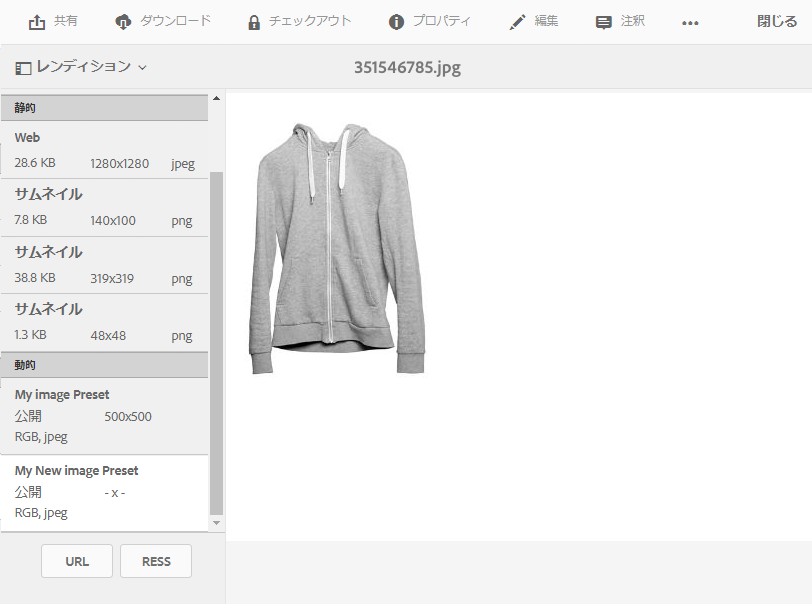 共有 ダウンロード チェックアウト プロパティ 編集 注釈 閉じる
レンディション 351546785.jpg
静的
Web
28.6 KB 1280x1280 jpeg
サムネイル
7.8 KB 140x100 png
サムネイル
38.8 KB 319x319 png
サムネイル
1.3 KB 48x48 png
動的
My image Preset
公開 500x500
RGB, jpeg
My New image Preset
公開 - x -
RGB, jpeg
URL RESS